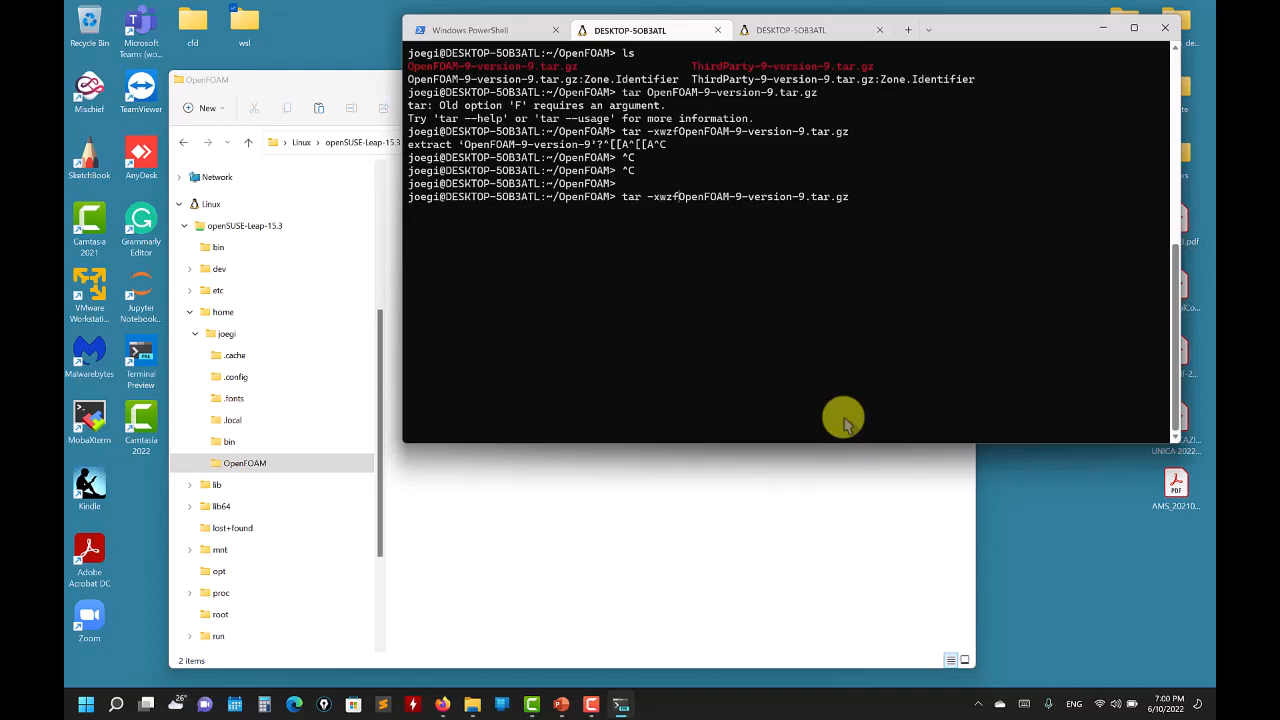 Recycle Bin
Microsoft Teams (wo...
cfd
wsl
Mischief
TeamViewer
SketchBook
AnyDesk
Camtasia 2021
Grammarly Editor
VMware Workstati...
Jupyter Notebook...
Malwarebytes
Terminal Preview
MobaXterm
Camtasia 2022
Kindle
Adobe Acrobat DC
Zoom
OpenFOAM
New
Linux
openSUSE-Leap-15.3
Network
Linux
openSUSE-Leap-15.3
bin
dev
etc
home
joegi
.cache
.config
.fonts
.local
bin
OpenFOAM
lib
lib64
lost+found
mnt
opt
proc
root
run
2 items
Windows PowerShell
DESKTOP-5OB3ATL
DESKTOP-5OB3ATL
joegi@DESKTOP-5OB3ATL:~/OpenFOAM> ls
OpenFOAM-9-version-9.tar.gz ThirdParty-9-version-9.tar.gz
OpenFOAM-9-version-9.tar.gz:Zone.Identifier ThirdParty-9-version-9.tar.gz:Zone.Identifier
joegi@DESKTOP-5OB3ATL:~/OpenFOAM> tar OpenFOAM-9-version-9.tar.gz
tar: Old option 'F' requires an argument.
Try 'tar --help' or 'tar --usage' for more information.
joegi@DESKTOP-5OB3ATL:~/OpenFOAM> tar -xwzfOpenFOAM-9-version-9.tar.gz
extract ‘OpenFOAM-9-version-9’?^[[A^[[A^C
joegi@DESKTOP-5OB3ATL:~/OpenFOAM> ^C
joegi@DESKTOP-5OB3ATL:~/OpenFOAM> ^C
joegi@DESKTOP-5OB3ATL:~/OpenFOAM>
joegi@DESKTOP-5OB3ATL:~/OpenFOAM> tar -xwzfOpenFOAM-9-version-9.tar.gz
AMS_20210...
UNICA 2022...
ENG
7:00 PM
6/10/2022
26°